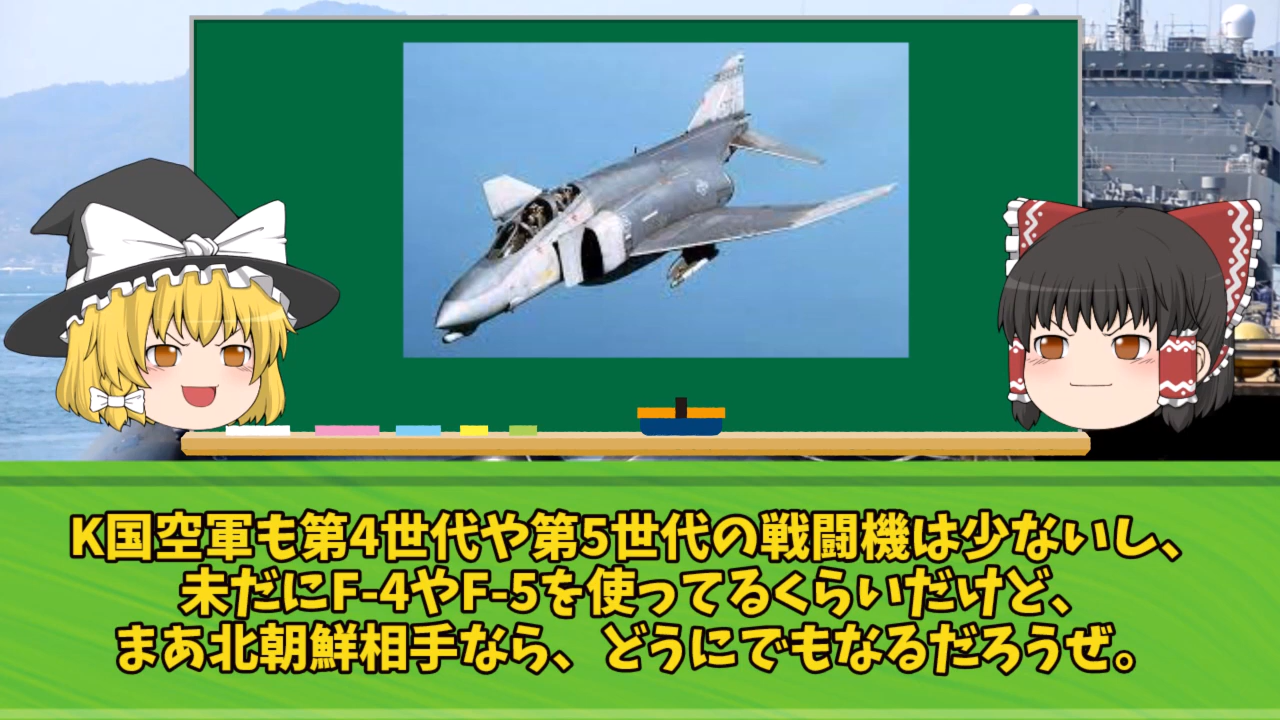 K国空軍も第4世代や第5世代の戦闘機は少ないし、
未だにF-4やF-5を使ってるくらいだけど、
まあ北朝鮮相手なら、どうにでもなるだろうぜ。